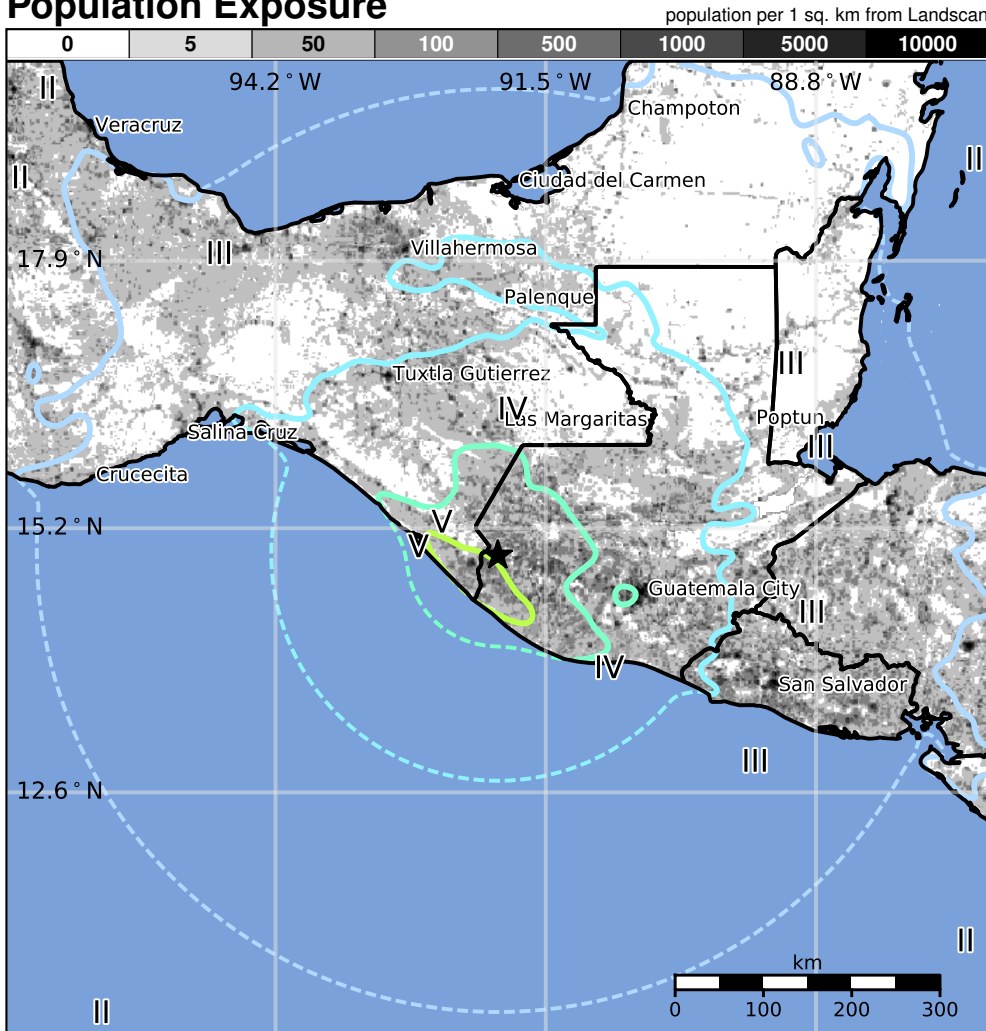 Population Exposure
population per 1 sq. km from Landscan
0 5 50 100 500 1000 5000 10000
94.2°W 91.5°W 88.8°W
II
Champoton
Veracruz
II
II
Ciudad del Carmen
III
Villahermosa
17.9°N
Palenque
III
Tuxtla Gutierrez
IV
Las Margaritas
Poptun
Salina Cruz
III
Crucecita
V
15.2°N
V
Guatemala City
III
IV
San Salvador
III
12.6°N
II
km
0 100 200 300
II